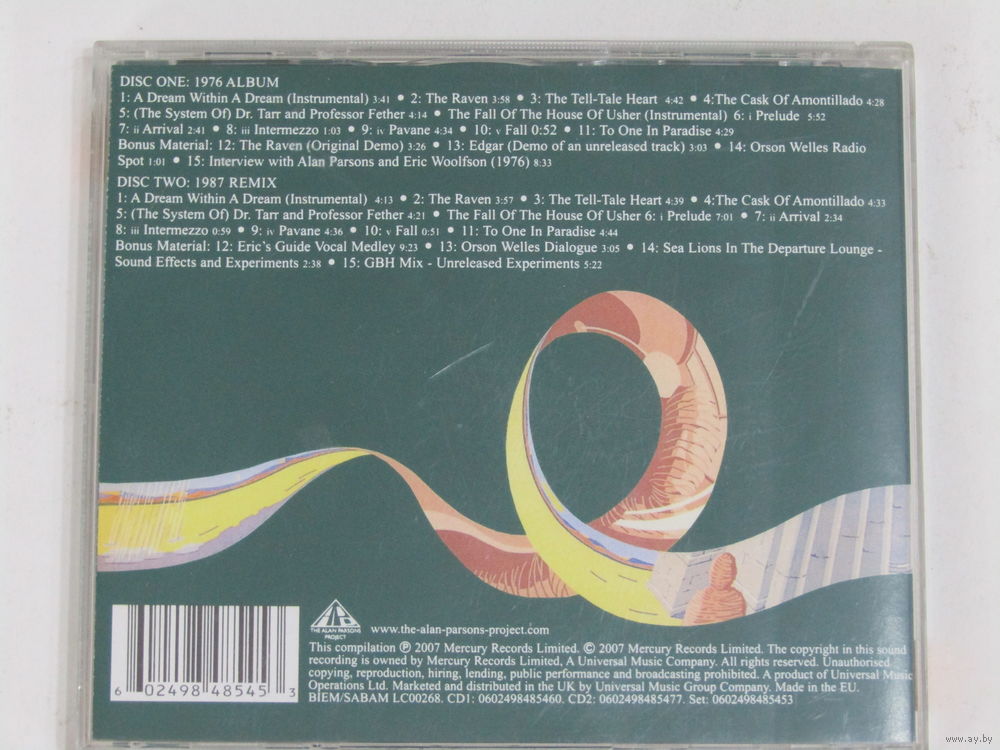 DISC ONE: 1976 ALBUM
1: A Dream Within A Dream (Instrumental) 3:41 • 2: The Raven 3:58 • 3: The Tell-Tale Heart 4:42 • 4:The Cask Of Amontillado 4:28
5: (The System Of) Dr. Tarr and Professor Fether 4:14 • The Fall Of The House Of Usher (Instrumental) 6: i Prelude 5:52
7: ii Arrival 2:41 • 8: iii Intermezzo 1:03 • 9: iv Pavane 4:34 • 10: v Fall 0:52 • 11: To One In Paradise 4:29
Bonus Material: 12: The Raven (Original Demo) 3:26 • 13: Edgar (Demo of an unreleased track) 3:03 • 14: Orson Welles Radio
Spot 1:01 • 15: Interview with Alan Parsons and Eric Woolfson (1976) 8:33
DISC TWO: 1987 REMIX
1: A Dream Within A Dream (Instrumental) 4:13 • 2: The Raven 3:57 • 3: The Tell-Tale Heart 4:39 • 4:The Cask Of Amontillado 4:33
5: (The System Of) Dr. Tarr and Professor Fether 4:21 • The Fall Of The House Of Usher 6: i Prelude 7:01 • 7: ii Arrival 2:34
8: iii Intermezzo 0:59 • 9: iv Pavane 4:36 • 10: v Fall 0:51 • 11: To One In Paradise 4:44
Bonus Material: 12: Eric's Guide Vocal Medley 9:23 • 13: Orson Welles Dialogue 3:05 • 14: Sea Lions In The Departure Lounge -
Sound Effects and Experiments 2:38 • 15: GBH Mix - Unreleased Experiments 5:22
THE ALAN PARSONS
PROJECT
www.the-alan-parsons-project.com
This compilation ℗ 2007 Mercury Records Limited. © 2007 Mercury Records Limited. The copyright in this sound
recording is owned by Mercury Records Limited, A Universal Music Company. All rights reserved. Unauthorised
copying, reproduction, hiring, lending, public performance and broadcasting prohibited. A product of Universal Music
Operations Ltd. Marketed and distributed in the UK by Universal Music Group Company. Made in the EU.
BIEM/SABAM LC00268. CD1: 0602498485460. CD2: 0602498485477. Set: 0602498485453
6 02498 48545 3
www.ay.by